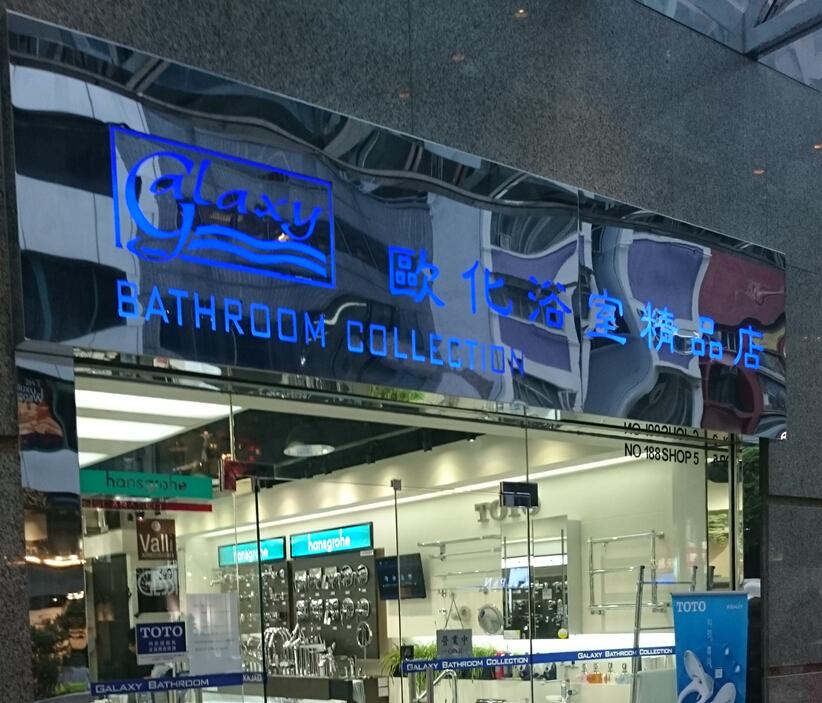 Galaxy
BATHROOM COLLECTION
歐化浴室精品店
NO 188 SHOP 5
hansgrohe
Valli
hansgrohe
hansgrohe
TOTO
TOTO
TOTO
營業中
GALAXY BATHROOM
GALAXY BATHROOM COLLECTION
GALAXY BATHROOM COLLECTION